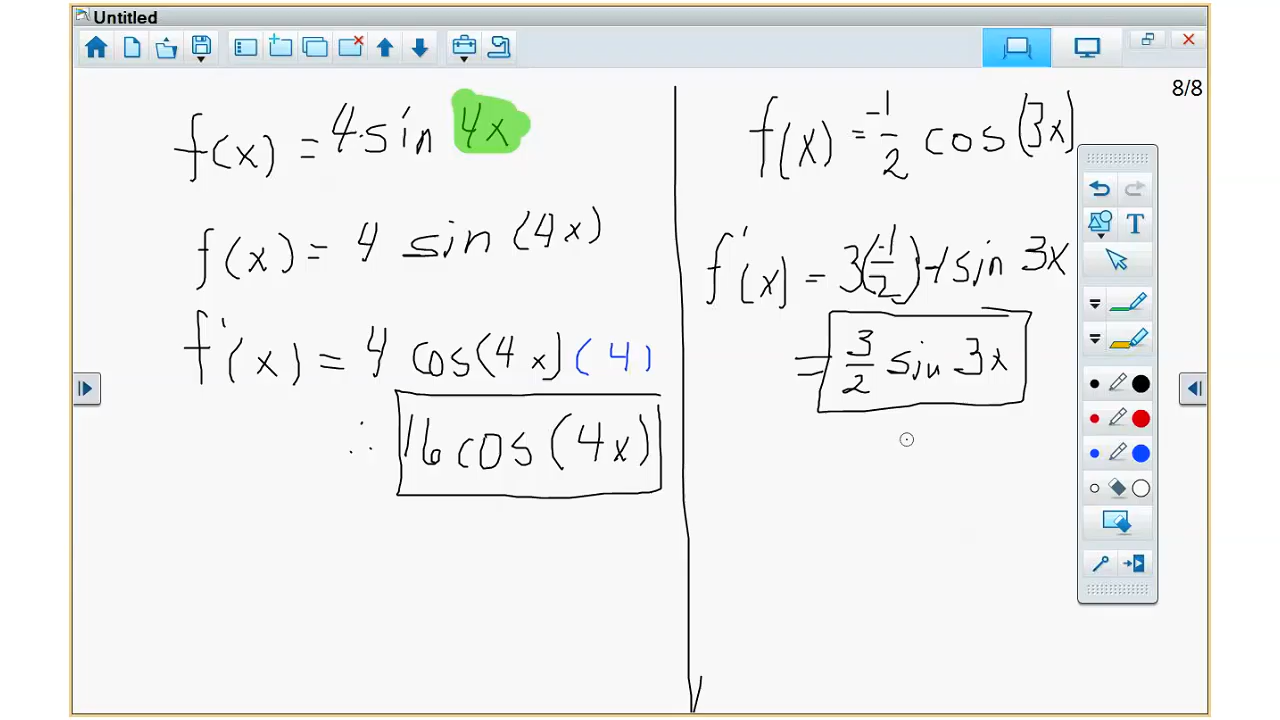 Untitled
8/8
f(x) = 4·sin 4x
f(x) = 4 sin (4x)
f'(x) = 4 cos(4x) (4)
∴ 16 cos (4x)
f(x) = -1/2 cos (3x)
f'(x) = 3(-1/2) -1 sin 3x
= 3/2 sin 3x
T